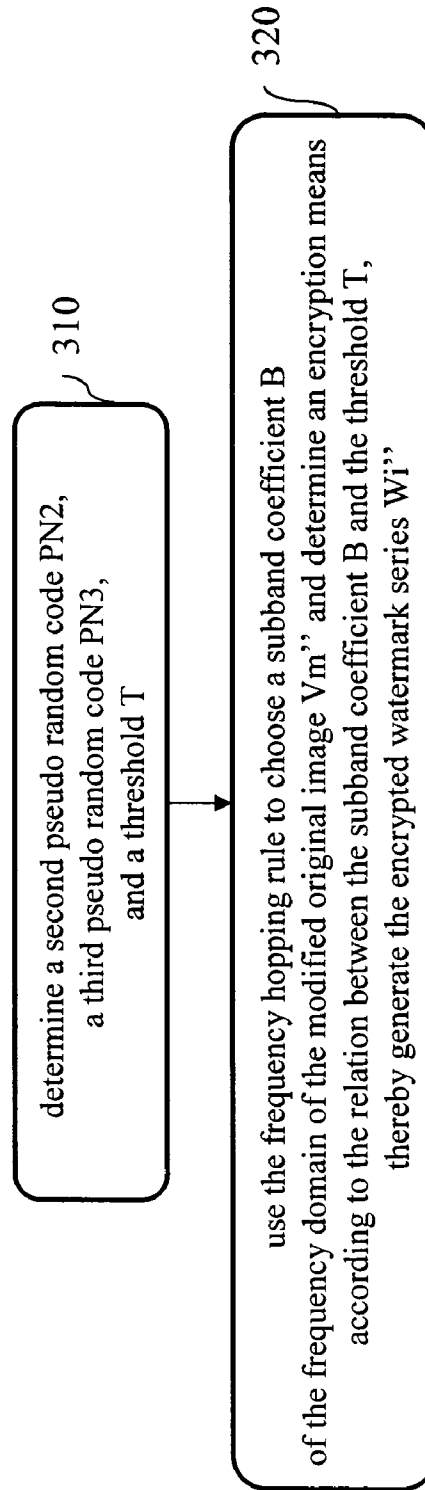 310
determine a second pseudo random code PN2,
a third pseudo random code PN3,
and a threshold T
320
use the frequency hopping rule to choose a subband coefficient B
of the frequency domain of the modified original image Vm’’ and determine an encryption means
according to the relation between the subband coefficient B and the threshold T,
thereby generate the encrypted watermark series Wi’’